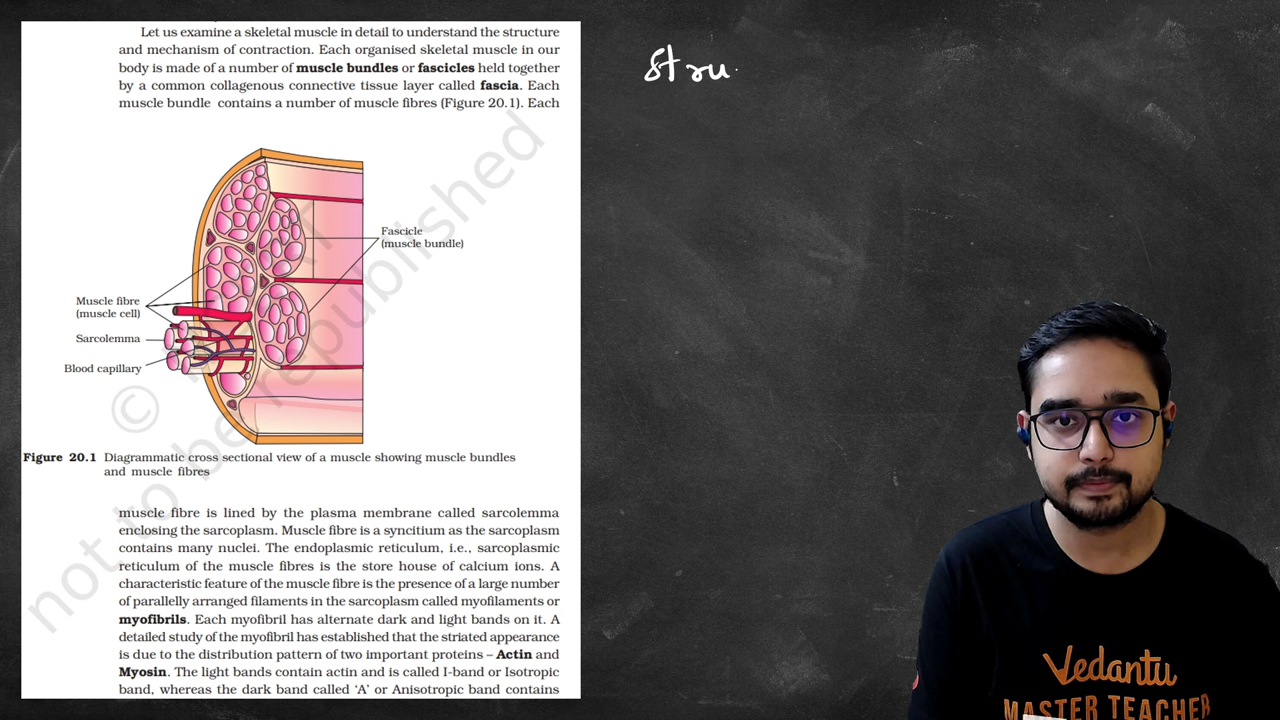 Let us examine a skeletal muscle in detail to understand the structure
and mechanism of contraction. Each organised skeletal muscle in our
body is made of a number of muscle bundles or fascicles held together
by a common collagenous connective tissue layer called fascia. Each
muscle bundle contains a number of muscle fibres (Figure 20.1). Each
Fascicle
(muscle bundle)
Muscle fibre
(muscle cell)
Sarcolemma
Blood capillary
Figure 20.1 Diagrammatic cross sectional view of a muscle showing muscle bundles
and muscle fibres
muscle fibre is lined by the plasma membrane called sarcolemma
enclosing the sarcoplasm. Muscle fibre is a syncitium as the sarcoplasm
contains many nuclei. The endoplasmic reticulum, i.e., sarcoplasmic
reticulum of the muscle fibres is the store house of calcium ions. A
characteristic feature of the muscle fibre is the presence of a large number
of parallelly arranged filaments in the sarcoplasm called myofilaments or
myofibrils. Each myofibril has alternate dark and light bands on it. A
detailed study of the myofibril has established that the striated appearance
is due to the distribution pattern of two important proteins – Actin and
Myosin. The light bands contain actin and is called I-band or Isotropic
band, whereas the dark band called ‘A’ or Anisotropic band contains
not to be republished
Stru
Vedantu
MASTER TEACHER